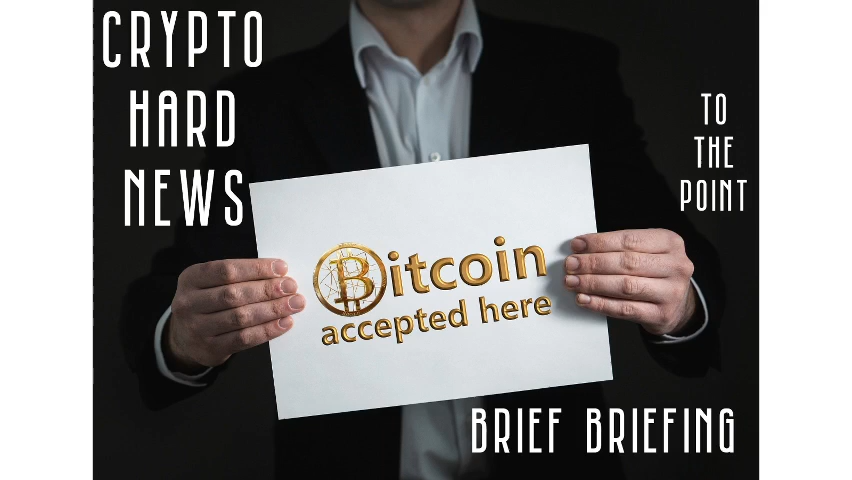 CRYPTO
HARD
NEWS
TO
THE
POINT
Bitcoin
accepted here
BRIEF BRIEFING